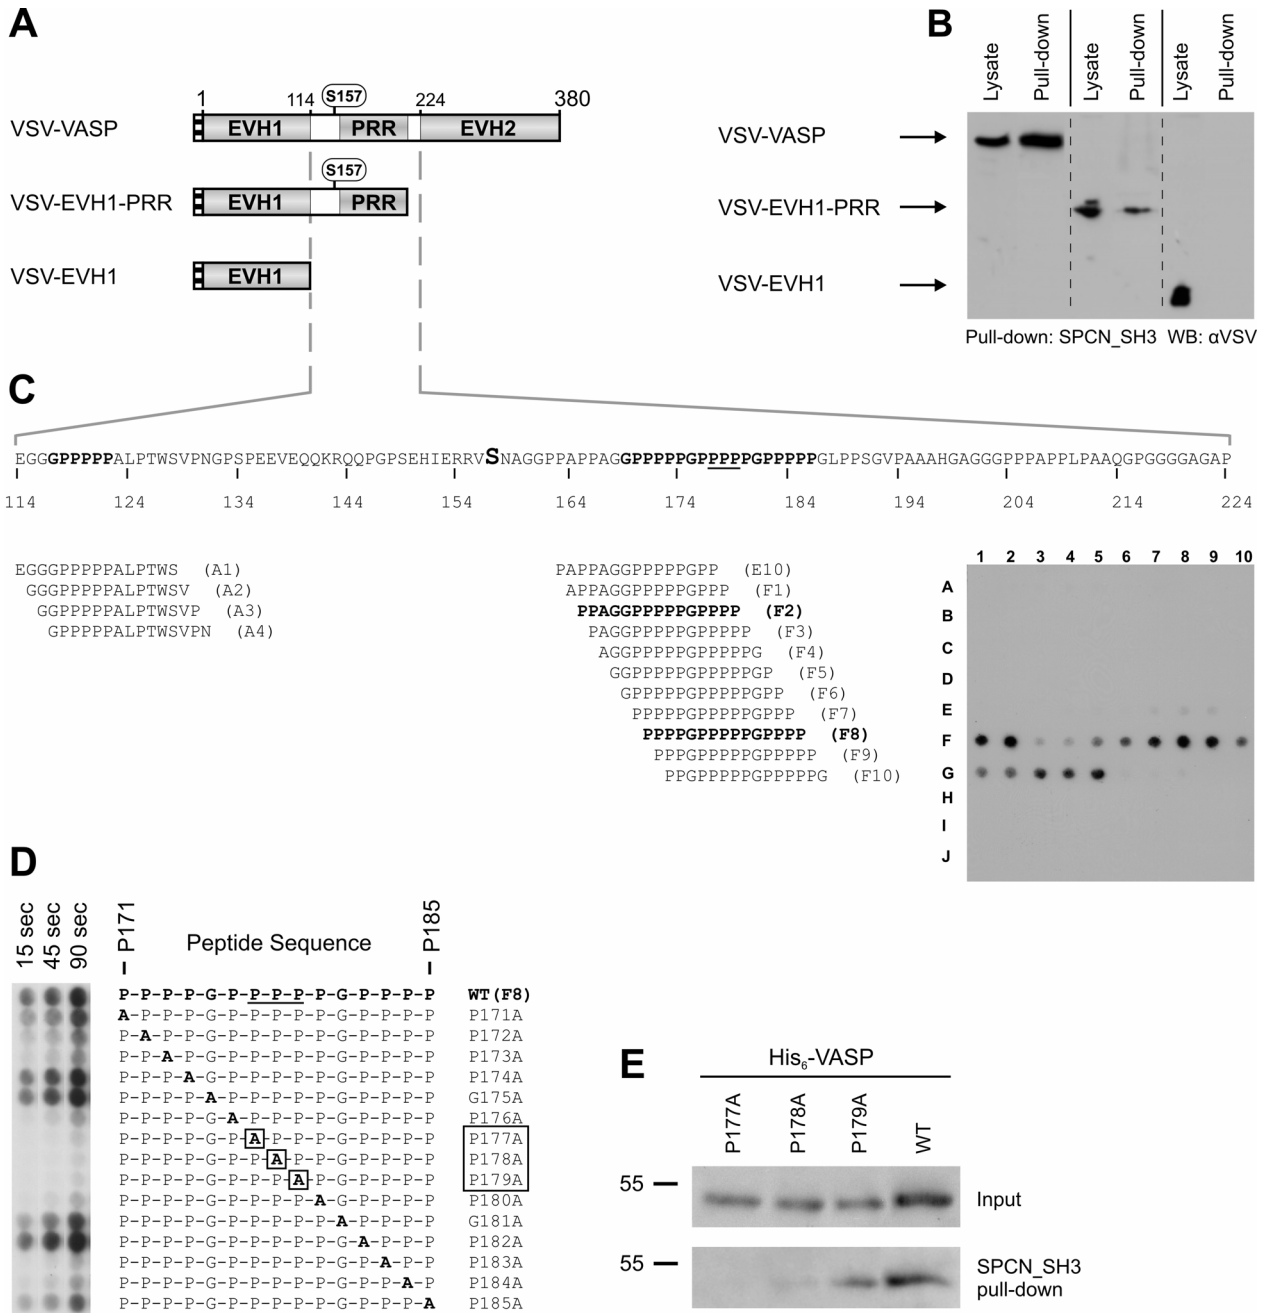 A
1 114 S157 224 380
VSV-VASP EVH1 PRR EVH2
S157
VSV-EVH1-PRR EVH1 PRR
VSV-EVH1 EVH1
B
Lysate Pull-down Lysate Pull-down Lysate Pull-down
VSV-VASP
VSV-EVH1-PRR
VSV-EVH1
Pull-down: SPCN_SH3 WB: αVSV
C
EGGGPPPPPALPTWSVPNGPSPEEVEQQKRQQPGPSEHIERRVSNAGGPPAPPAGGPPPPPGPPPPPGPPPPPGLPPSGVPAAAHGAGGGPPPAPPLPAAQGPGGGGAGAP
114 124 134 144 154 164 174 184 194 204 214 224
EGGGPPPPPALPTWS (A1)
GGGPPPPPALPTWSV (A2)
GGPPPPPALPTWSVP (A3)
GPPPPPALPTWSVPN (A4)
PAPPAGGPPPPPGPP (E10)
APPAGGPPPPPGPPP (F1)
PPAGGPPPPPGPPPP (F2)
PAGGPPPPPGPPPPP (F3)
AGGPPPPPGPPPPPG (F4)
GGPPPPPGPPPPPGP (F5)
GPPPPPGPPPPPGPP (F6)
PPPPPGPPPPPGPPP (F7)
PPPPGPPPPPGPPPP (F8)
PPPGPPPPPGPPPPP (F9)
PPGPPPPPGPPPPPG (F10)
1 2 3 4 5 6 7 8 9 10
A
B
C
D
E
F
G
H
I
J
D
15 sec 45 sec 90 sec
P171 Peptide Sequence P185
P-P-P-P-G-P-P-P-P-P-G-P-P-P-P WT(F8)
A-P-P-P-G-P-P-P-P-P-G-P-P-P-P P171A
P-A-P-P-G-P-P-P-P-P-G-P-P-P-P P172A
P-P-A-P-G-P-P-P-P-P-G-P-P-P-P P173A
P-P-P-A-G-P-P-P-P-P-G-P-P-P-P P174A
P-P-P-P-A-P-P-P-P-P-G-P-P-P-P G175A
P-P-P-P-G-A-P-P-P-P-G-P-P-P-P P176A
P-P-P-P-G-P-A-P-P-P-G-P-P-P-P P177A
P-P-P-P-G-P-P-A-P-P-G-P-P-P-P P178A
P-P-P-P-G-P-P-P-A-P-G-P-P-P-P P179A
P-P-P-P-G-P-P-P-P-A-G-P-P-P-P P180A
P-P-P-P-G-P-P-P-P-P-A-P-P-P-P G181A
P-P-P-P-G-P-P-P-P-P-G-A-P-P-P P182A
P-P-P-P-G-P-P-P-P-P-G-P-A-P-P P183A
P-P-P-P-G-P-P-P-P-P-G-P-P-A-P P184A
P-P-P-P-G-P-P-P-P-P-G-P-P-P-A P185A
E
His6-VASP
P177A P178A P179A WT
55
Input
55
SPCN_SH3
pull-down